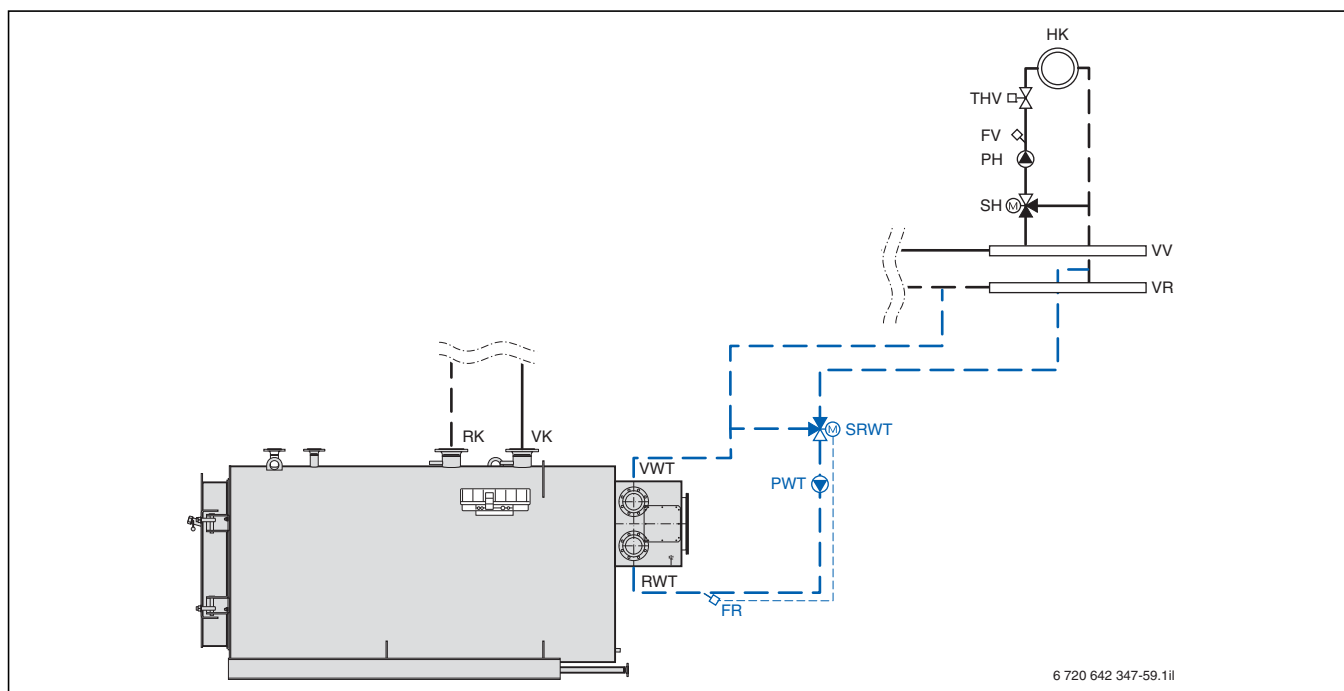 HK
THV
FV
PH
SH M
VV
VR
RK
VK
VWT
M SRWT
PWT
RWT
FR
6 720 642 347-59.1il